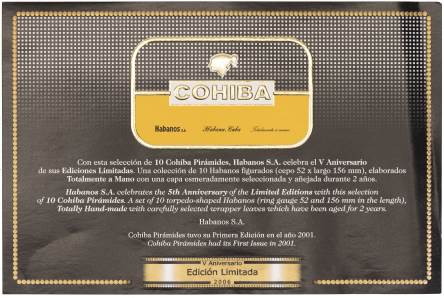 COHIBA
Habanos S.A. Habana, Cuba Totalmente a mano
Con esta selección de 10 Cohiba Pirámides, Habanos S.A. celebra el V Aniversario
de sus Ediciones Limitadas. Una colección de 10 Habanos figurados (cepo 52 x largo 156 mm), elaborados
Totalmente a Mano con una capa esmeradamente seleccionada y añejada durante 2 años.
Habanos S.A. celebrates the 5th Anniversary of the Limited Editions with this selection
of 10 Cohiba Pirámides. A set of 10 torpedo-shaped Habanos (ring gauge 52 and 156 mm in the length),
Totally Hand-made with carefully selected wrapper leaves which have been aged for 2 years.
Habanos S.A.
Cohiba Pirámides tuvo su Primera Edición en el año 2001.
Cohiba Pirámides had its First Issue in 2001.
V Aniversario
Edición Limitada
2006